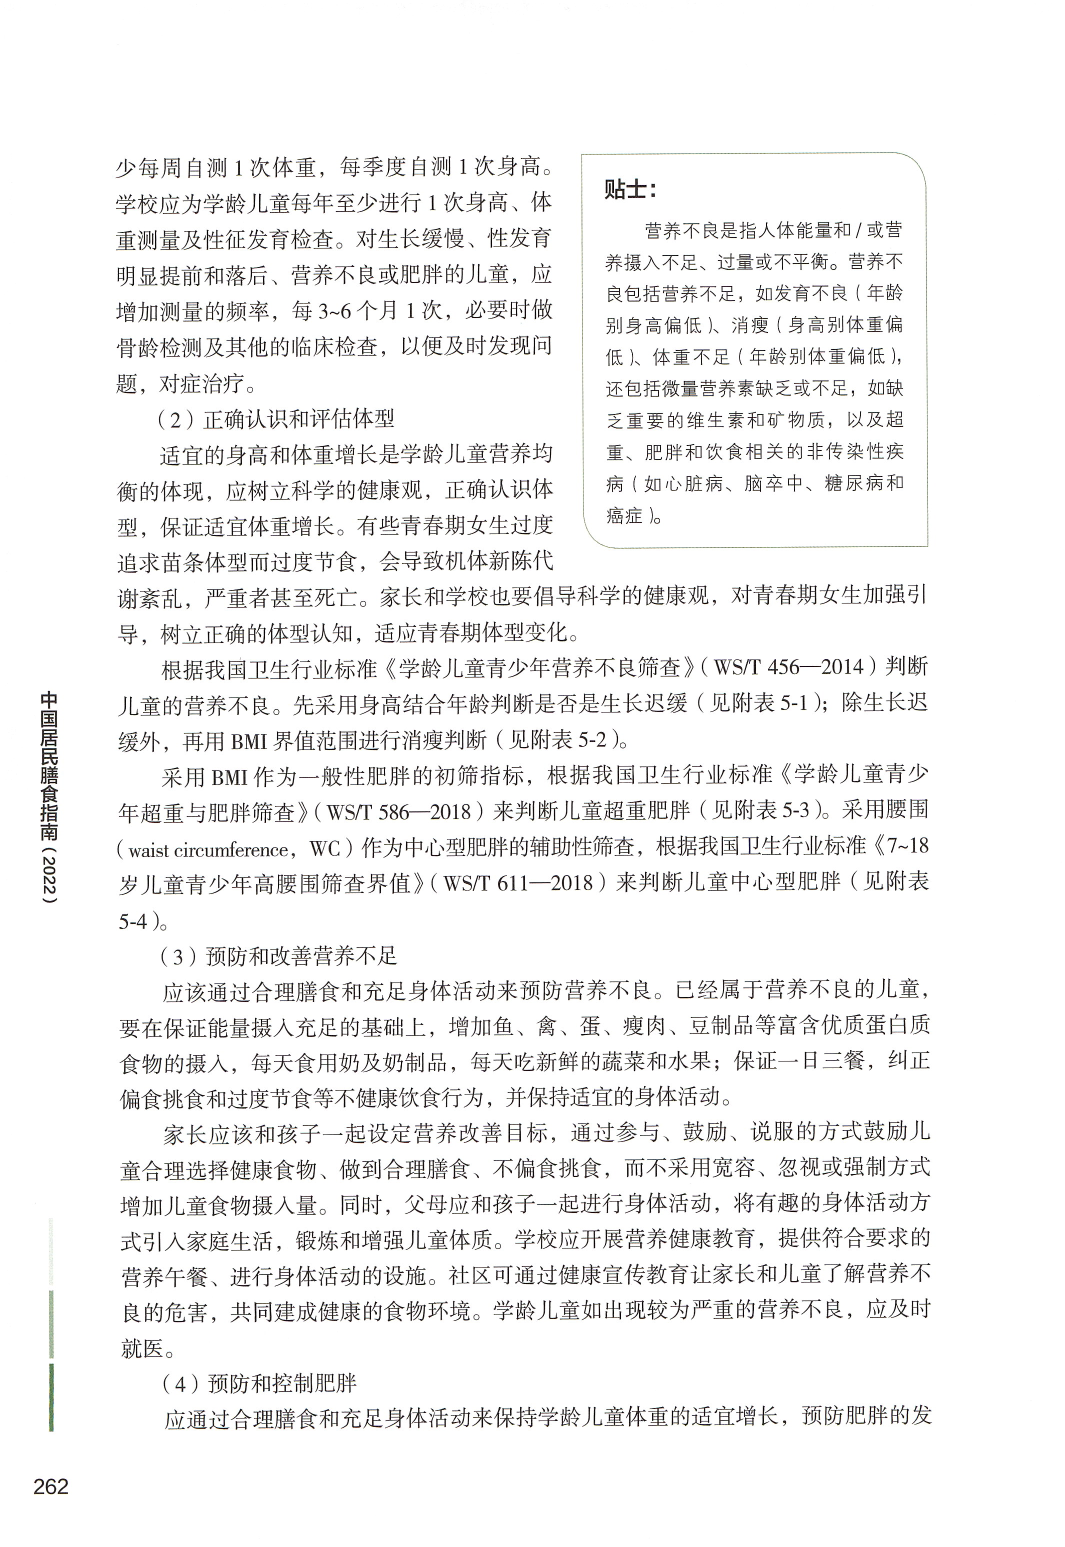 少每周自测1次体重，每季度自测1次身高。
学校应为学龄儿童每年至少进行1次身高、体
重测量及性征发育检查。对生长缓慢、性发育
明显提前和落后、营养不良或肥胖的儿童，应
增加测量的频率，每3~6个月1次，必要时做
骨龄检测及其他的临床检查，以便及时发现问
题，对症治疗。
（2）正确认识和评估体型
适宜的身高和体重增长是学龄儿童营养均
衡的体现，应树立科学的健康观，正确认识体
型，保证适宜体重增长。有些青春期女生过度
追求苗条体型而过度节食，会导致机体新陈代
谢紊乱，严重者甚至死亡。家长和学校也要倡导科学的健康观，对青春期女生加强引
导，树立正确的体型认知，适应青春期体型变化。
贴士：
营养不良是指人体能量和/或营
养摄入不足、过量或不平衡。营养不
良包括营养不足，如发育不良（年龄
别身高偏低）、消瘦（身高别体重偏
低）、体重不足（年龄别体重偏低），
还包括微量营养素缺乏或不足，如缺
乏重要的维生素和矿物质，以及超
重、肥胖和饮食相关的非传染性疾
病（如心脏病、脑卒中、糖尿病和
癌症）。
根据我国卫生行业标准《学龄儿童青少年营养不良筛查》（WS/T 456—2014）判断
儿童的营养不良。先采用身高结合年龄判断是否是生长迟缓（见附表5-1）；除生长迟
缓外，再用BMI界值范围进行消瘦判断（见附表5-2）。
采用BMI作为一般性肥胖的初筛指标，根据我国卫生行业标准《学龄儿童青少
年超重与肥胖筛查》（WS/T 586—2018）来判断儿童超重肥胖（见附表5-3）。采用腰围
（waist circumference，WC）作为中心型肥胖的辅助性筛查，根据我国卫生行业标准《7~18
岁儿童青少年高腰围筛查界值》（WS/T 611—2018）来判断儿童中心型肥胖（见附表
5-4）。
（3）预防和改善营养不足
应该通过合理膳食和充足身体活动来预防营养不良。已经属于营养不良的儿童，
要在保证能量摄入充足的基础上，增加鱼、禽、蛋、瘦肉、豆制品等富含优质蛋白质
食物的摄入，每天食用奶及奶制品，每天吃新鲜的蔬菜和水果；保证一日三餐，纠正
偏食挑食和过度节食等不健康饮食行为，并保持适宜的身体活动。
家长应该和孩子一起设定营养改善目标，通过参与、鼓励、说服的方式鼓励儿
童合理选择健康食物、做到合理膳食、不偏食挑食，而不采用宽容、忽视或强制方式
增加儿童食物摄入量。同时，父母应和孩子一起进行身体活动，将有趣的身体活动方
式引入家庭生活，锻炼和增强儿童体质。学校应开展营养健康教育，提供符合要求的
营养午餐、进行身体活动的设施。社区可通过健康宣传教育让家长和儿童了解营养不
良的危害，共同建成健康的食物环境。学龄儿童如出现较为严重的营养不良，应及时
就医。
（4）预防和控制肥胖
应通过合理膳食和充足身体活动来保持学龄儿童体重的适宜增长，预防肥胖的发
中国居民膳食指南（2022）
262